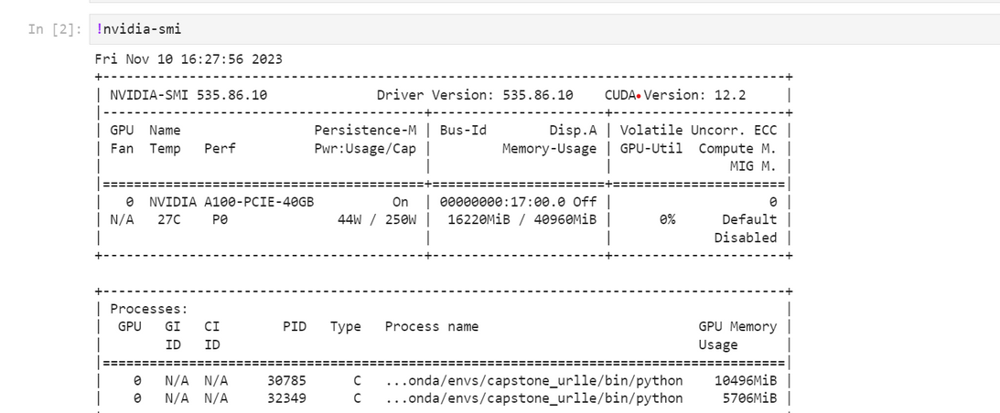 In [2]: !nvidia-smi
Fri Nov 10 16:27:56 2023
+---------------------------------------------------------------------------------------+
| NVIDIA-SMI 535.86.10              Driver Version: 535.86.10    CUDA Version: 12.2     |
|-----------------------------------------+----------------------+----------------------+
| GPU  Name                 Persistence-M | Bus-Id        Disp.A | Volatile Uncorr. ECC |
| Fan  Temp   Perf          Pwr:Usage/Cap |         Memory-Usage | GPU-Util  Compute M. |
|                                         |                      |               MIG M. |
|=========================================+======================+======================|
|   0  NVIDIA A100-PCIE-40GB          On  | 00000000:17:00.0 Off |                    0 |
| N/A   27C    P0              44W / 250W |  16220MiB / 40960MiB |      0%      Default |
|                                         |                      |             Disabled |
+-----------------------------------------+----------------------+----------------------+
+---------------------------------------------------------------------------------------+
| Processes:                                                                            |
|  GPU   GI   CI        PID   Type   Process name                            GPU Memory |
|        ID   ID                                                             Usage      |
|=======================================================================================|
|    0   N/A  N/A     30785      C   ...onda/envs/capstone_urlle/bin/python    10496MiB |
|    0   N/A  N/A     32349      C   ...onda/envs/capstone_urlle/bin/python     5706MiB |